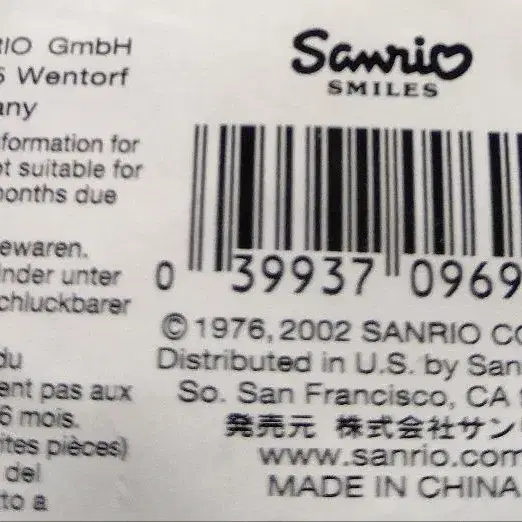 RIO GmbH
6 Wentorf
any
formation for
ot suitable for
months due
ewaren.
inder unter
chluckbarer
du
ent pas aux
6 mois.
ites pièces)
del
to a
Sanrio
SMILES
0 39937 0969
©1976, 2002 SANRIO CO
Distributed in U.S. by San
So. San Francisco, CA
発売元 株式会社サン
www.sanrio.com
MADE IN CHINA